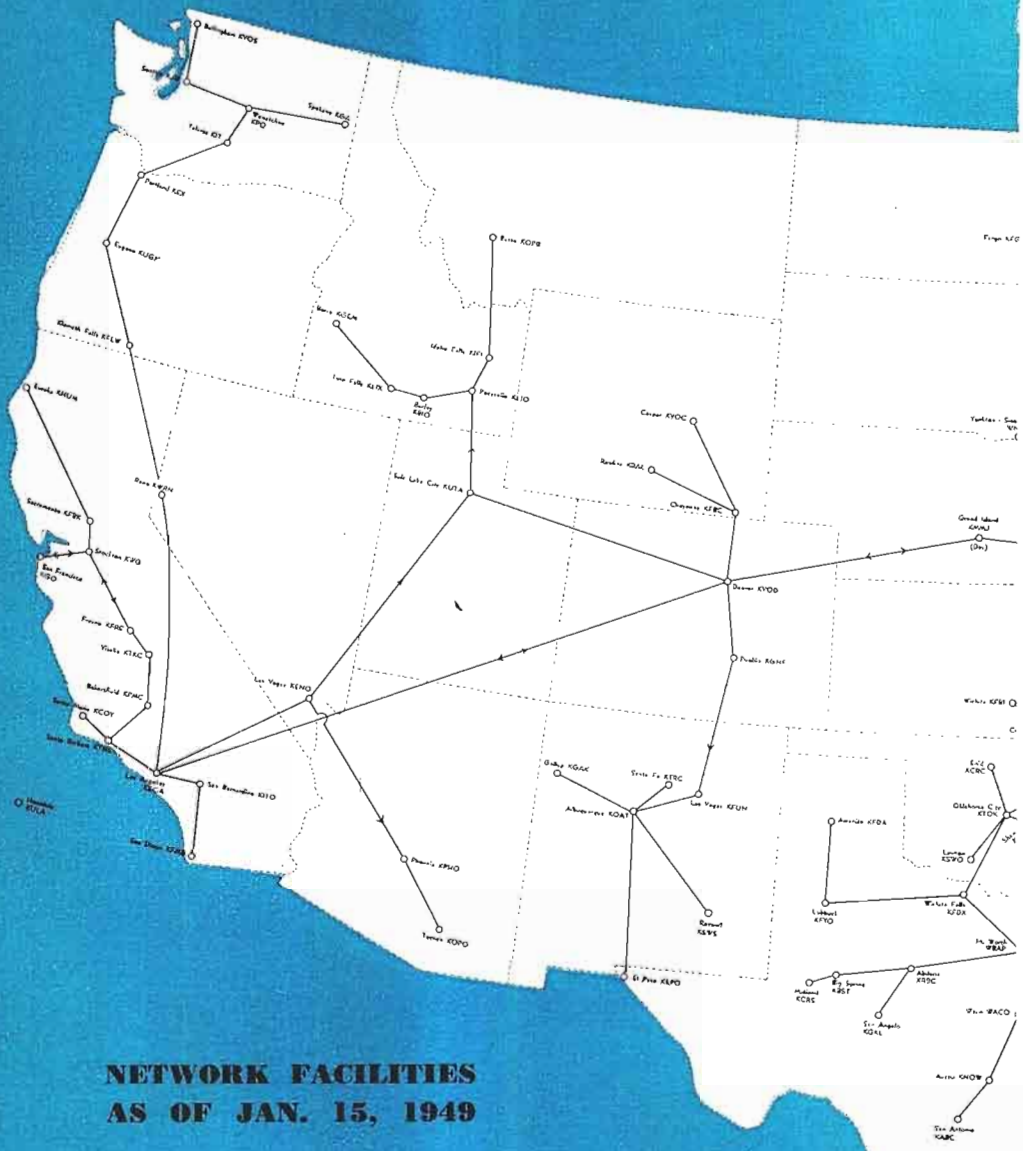 Bellingham KVOS
Spokane
Wenatchee
KPQ
Yakima KIT
Portland KEX
Eugene KUGN
Klamath Falls KFLW
Eureka KHUM
Reno KWRN
Sacramento KFBK
Stockton KWG
San Francisco
KGO
Fresno
Visalia KTKC
Bakersfield KPMC
KCOY
Santa Barbara
Los Angeles
KECA
San Bernardino
San Diego KFMB
Honolulu
KULA
Butte KOPR
Idaho Falls KIFI
Pocatello KEIO
Burley
KBIO
Boise KGEM
Twin Falls
Salt Lake City KUTA
Las Vegas KENO
Phoenix KPHO
Tucson KOPO
Casper KVOC
Rawlins KRAL
Cheyenne KFBC
Denver KVOD
Pueblo KGHF
Las Vegas KFUN
Santa Fe KTRC
Gallup KGAK
Albuquerque KOAT
Roswell
KSWS
El Paso KEPO
Fargo
Grand Island
KMMJ
(Day)
Wichita KFBI
Enid
KCRC
Oklahoma City
KTOK
Lawton
KSWO
Amarillo KFDA
Lubbock
KFYO
Wichita Falls
KFDX
Ft. Worth
WBAP
Abilene
KRBC
Big Spring
KBST
Midland
KCRS
San Angelo
KGKL
Waco WACO
Austin KNOW
San Antonio
KABC
NETWORK FACILITIES
AS OF JAN. 15, 1949